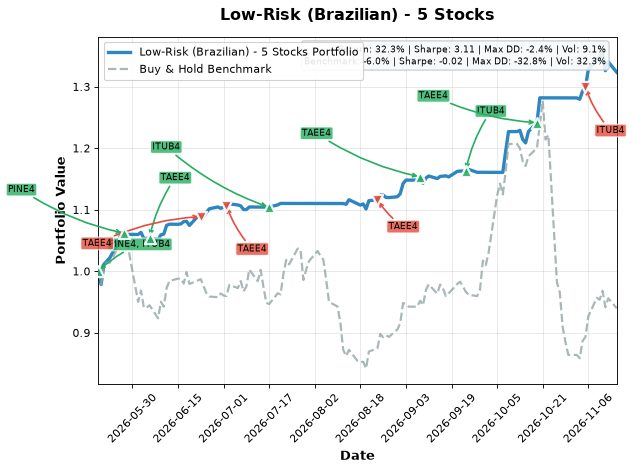 Low-Risk (Brazilian) - 5 Stocks
Low-Risk (Brazilian) - 5 Stocks Portfolio
Buy & Hold Benchmark
32.3% | Sharpe: 3.11 | Max DD: -2.4% | Vol: 9.1%
-6.0% | Sharpe: -0.02 | Max DD: -32.8% | Vol: 32.3%
TAEE4
ITUB4
TAEE4
ITUB4
ITUB4
TAEE4
PINE4
TAEE4
TAEE4
TAEE4
ITUB4
Portfolio Value
1.3
1.2
1.1
1.0
0.9
2026-05-30
2026-06-15
2026-07-01
2026-07-17
2026-08-02
2026-08-18
2026-09-03
2026-09-19
2026-10-05
2026-10-21
2026-11-06
Date